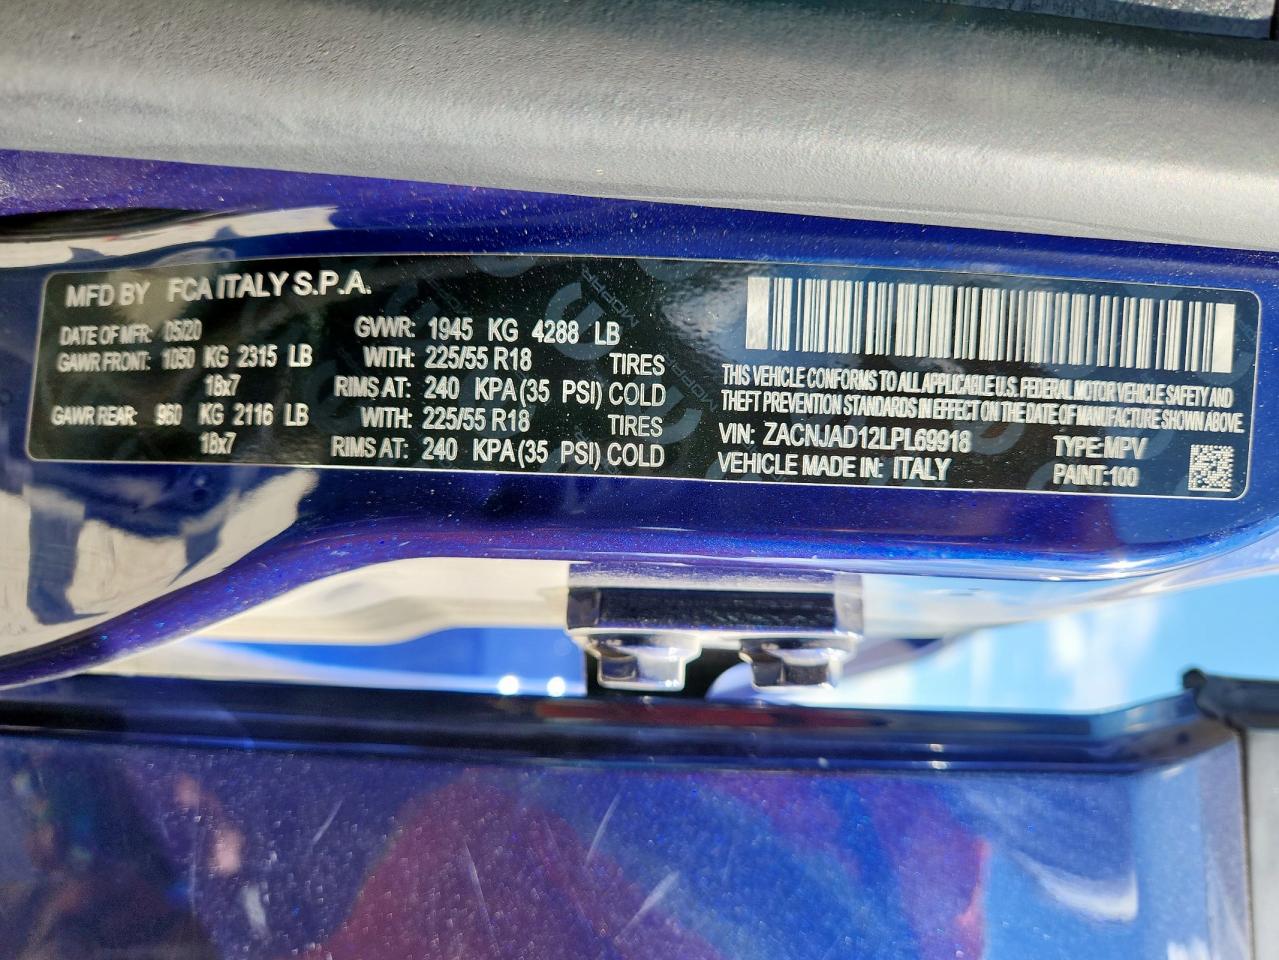 MFD BY FCA ITALY S.P.A.
DATE OF MFR: 05/20 GVWR: 1945 KG 4288 LB
GAWR FRONT: 1050 KG 2315 LB WITH: 225/55 R18 TIRES
18x7 RIMS AT: 240 KPA (35 PSI) COLD
GAWR REAR: 960 KG 2116 LB WITH: 225/55 R18 TIRES
18x7 RIMS AT: 240 KPA (35 PSI) COLD
THIS VEHICLE CONFORMS TO ALL APPLICABLE U.S. FEDERAL MOTOR VEHICLE SAFETY AND
THEFT PREVENTION STANDARDS IN EFFECT ON THE DATE OF MANUFACTURE SHOWN ABOVE.
VIN: ZACNJAD12LPL69918 TYPE:MPV
VEHICLE MADE IN: ITALY PAINT:100
MOPAR
MOPAR